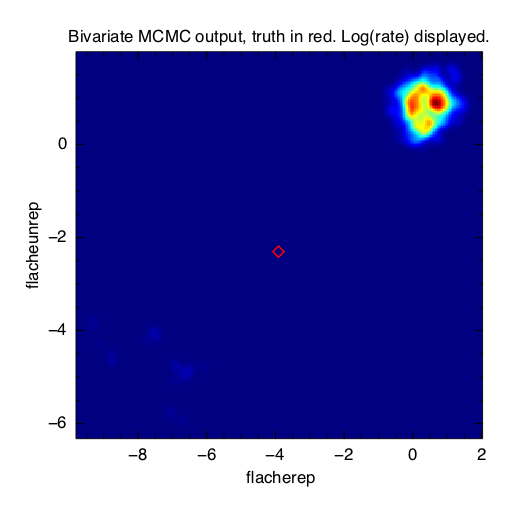 Bivariate MCMC output, truth in red. Log(rate) displayed.
0
−2
−4
−6
flacheunrep
−8 −6 −4 −2 0 2
flacherep